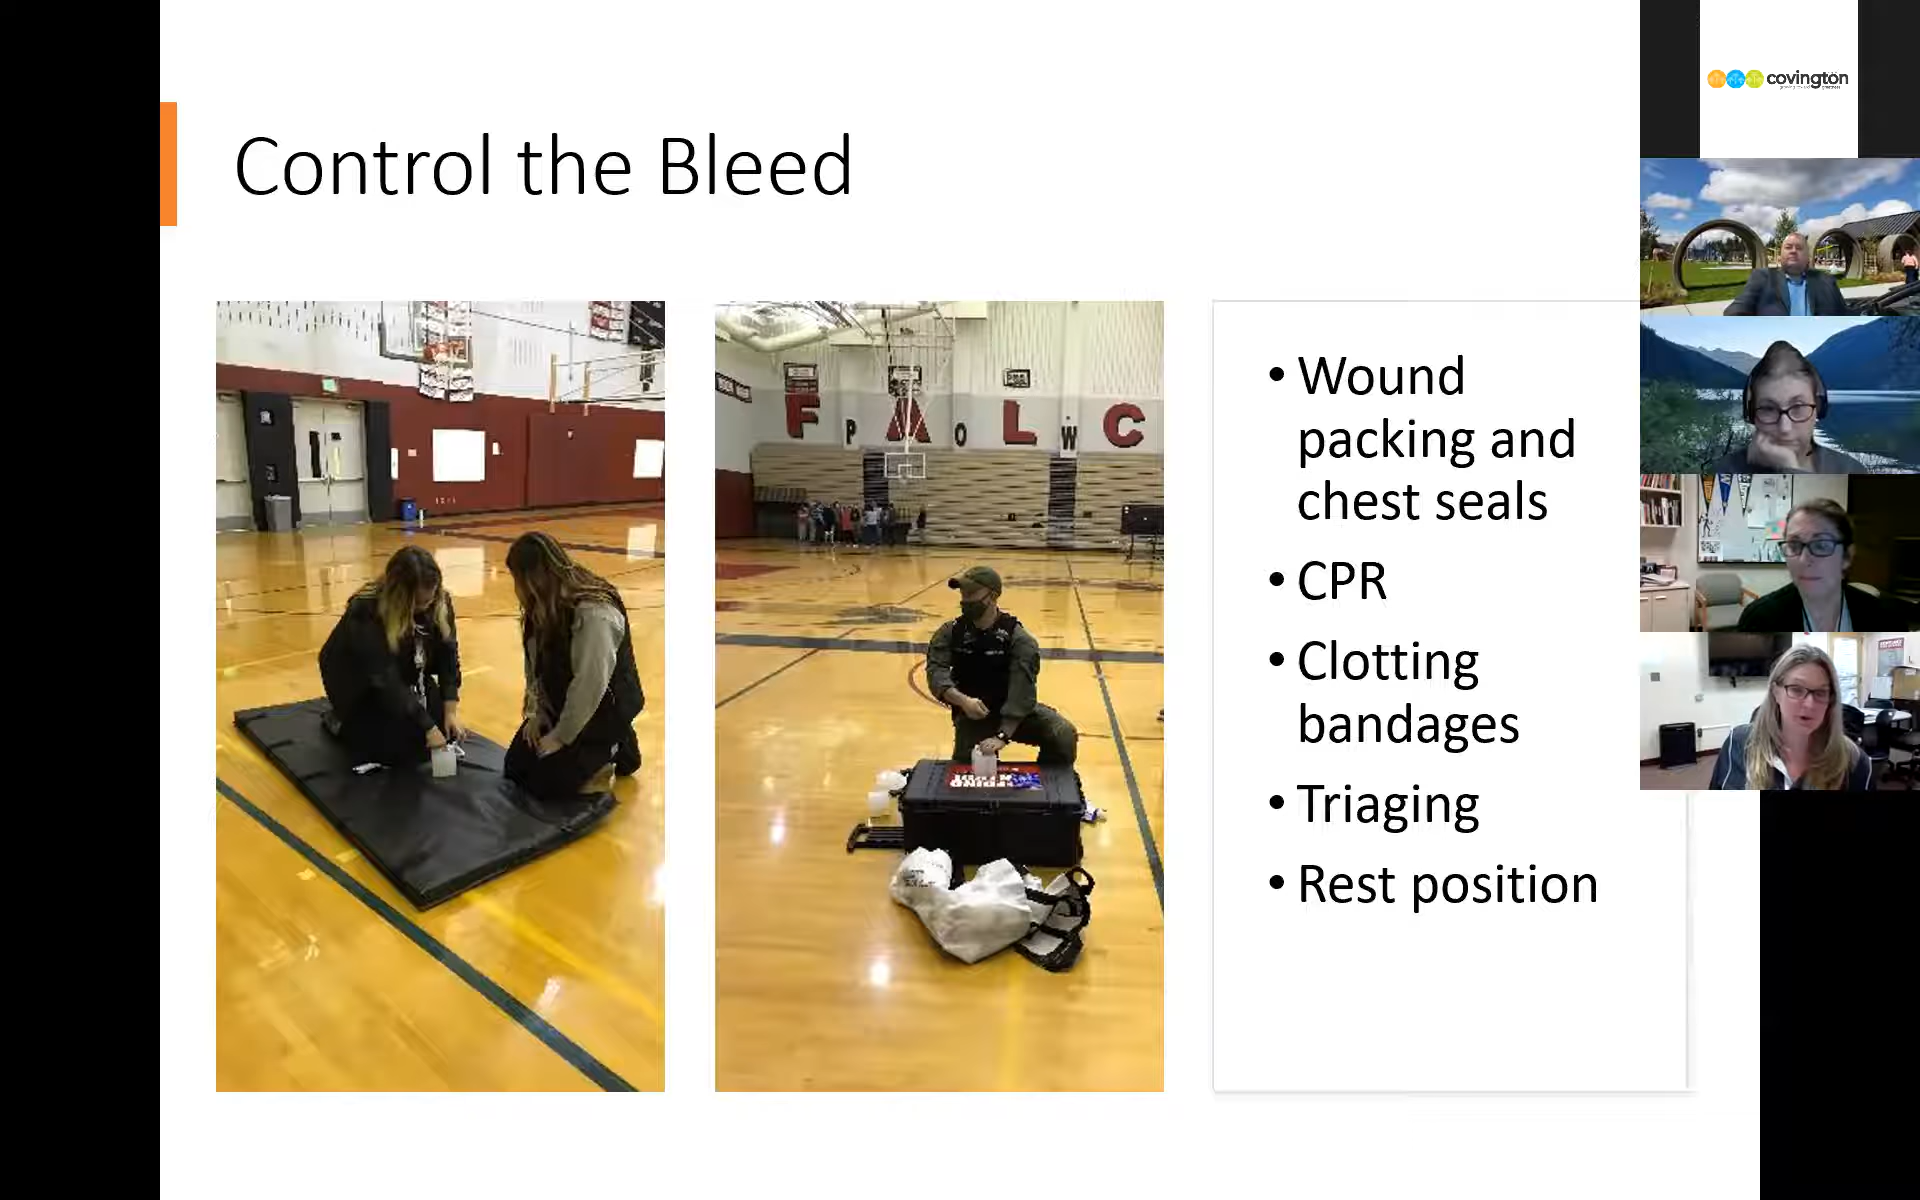 covington
Control the Bleed
F P A O L W C
• Wound
packing and
chest seals
• CPR
• Clotting
bandages
• Triaging
• Rest position